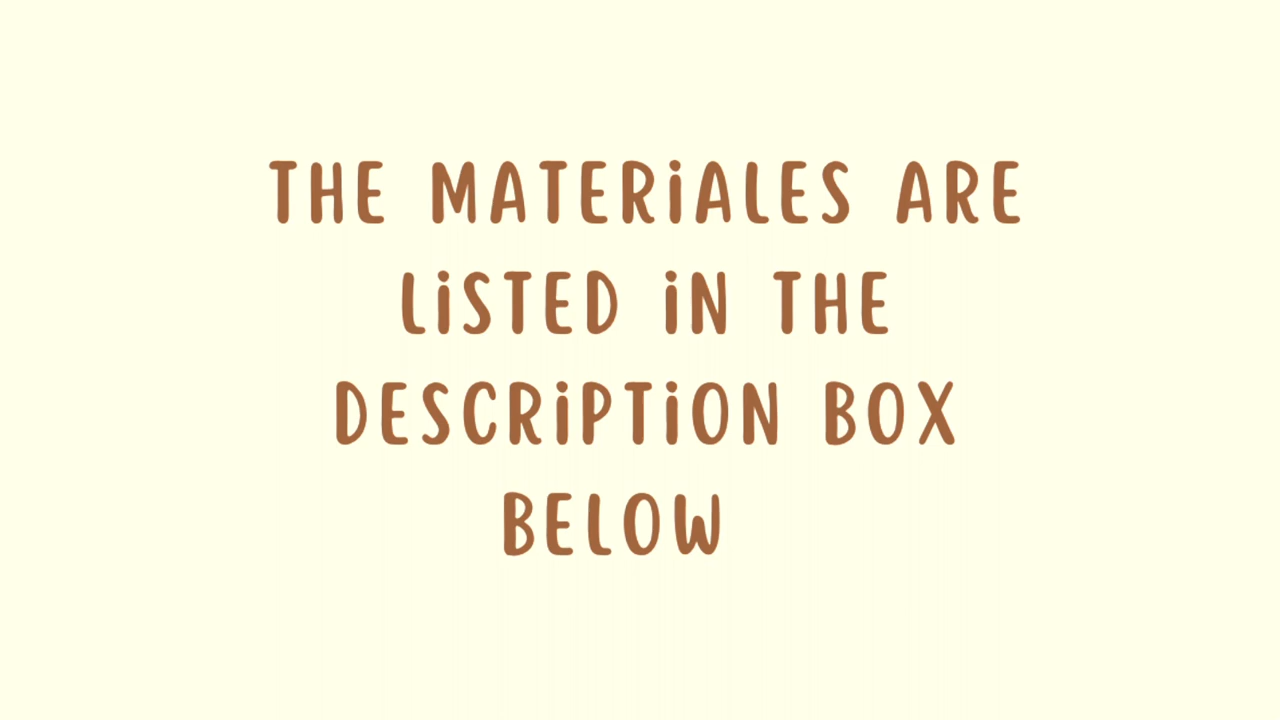 THE MATERiALES ARE
LiSTED iN THE
DESCRiPTiON BOX
BELOW